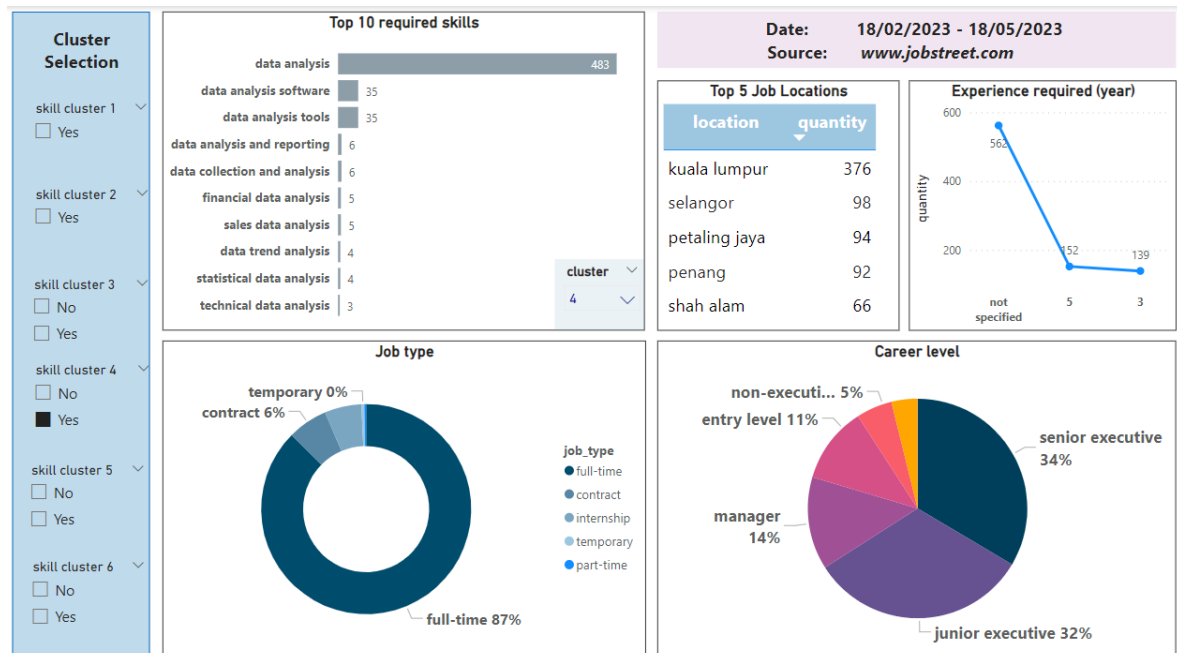 Cluster
Selection
skill cluster 1
Yes
skill cluster 2
Yes
skill cluster 3
No
Yes
skill cluster 4
No
Yes
skill cluster 5
No
Yes
skill cluster 6
No
Yes
Top 10 required skills
data analysis 483
data analysis software 35
data analysis tools 35
data analysis and reporting 6
data collection and analysis 6
financial data analysis 5
sales data analysis 5
data trend analysis 4
statistical data analysis 4
technical data analysis 3
cluster
4
Date: 18/02/2023 - 18/05/2023
Source: www.jobstreet.com
Top 5 Job Locations
location quantity
kuala lumpur 376
selangor 98
petaling jaya 94
penang 92
shah alam 66
Experience required (year)
quantity
600
400
200
562
152
139
not
specified
5
3
Job type
temporary 0%
contract 6%
full-time 87%
job_type
full-time
contract
internship
temporary
part-time
Career level
non-executi... 5%
entry level 11%
manager
14%
senior executive
34%
junior executive 32%